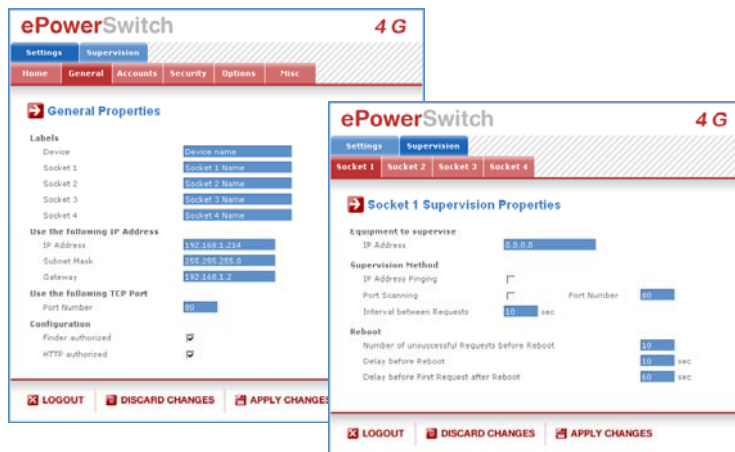 ePowerSwitch 4 G
Settings Supervision
Home General Accounts Security Options Misc
General Properties
Labels
Device Device name
Socket 1 Socket 1 Name
Socket 2 Socket 2 Name
Socket 3 Socket 3 Name
Socket 4 Socket 4 Name
Use the following IP Address
IP Address 192.168.1.214
Subnet Mask 255.255.255.0
Gateway 192.168.1.2
Use the following TCP Port
Port Number 80
Configuration
Finder authorized
HTTP authorized
LOGOUT DISCARD CHANGES APPLY CHANGES
ePowerSwitch 4 G
Settings Supervision
Socket 1 Socket 2 Socket 3 Socket 4
Socket 1 Supervision Properties
Equipment to supervise
IP Address 0.0.0.0
Supervision Method
IP Address Pinging
Port Scanning Port Number 80
Interval between Requests 10 sec
Reboot
Number of unsuccessful Requests before Reboot 10
Delay before Reboot 10 sec
Delay before First Request after Reboot 60 sec
LOGOUT DISCARD CHANGES APPLY CHANGES